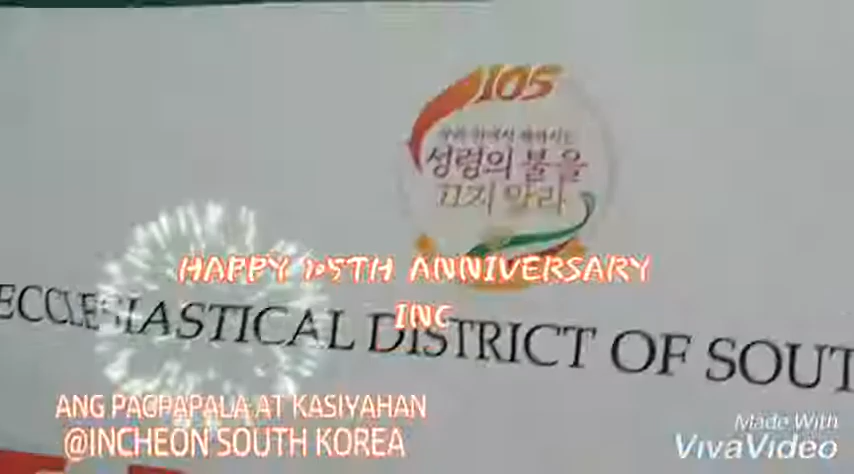 105
성령의 불을
끄지 말라
HAPPY 105TH ANNIVERSARY
INC
ECCLESIASTICAL DISTRICT OF SOUT
ANG PAGPAPALA AT KASIYAHAN
@INCHEON SOUTH KOREA
Made With
VivaVideo